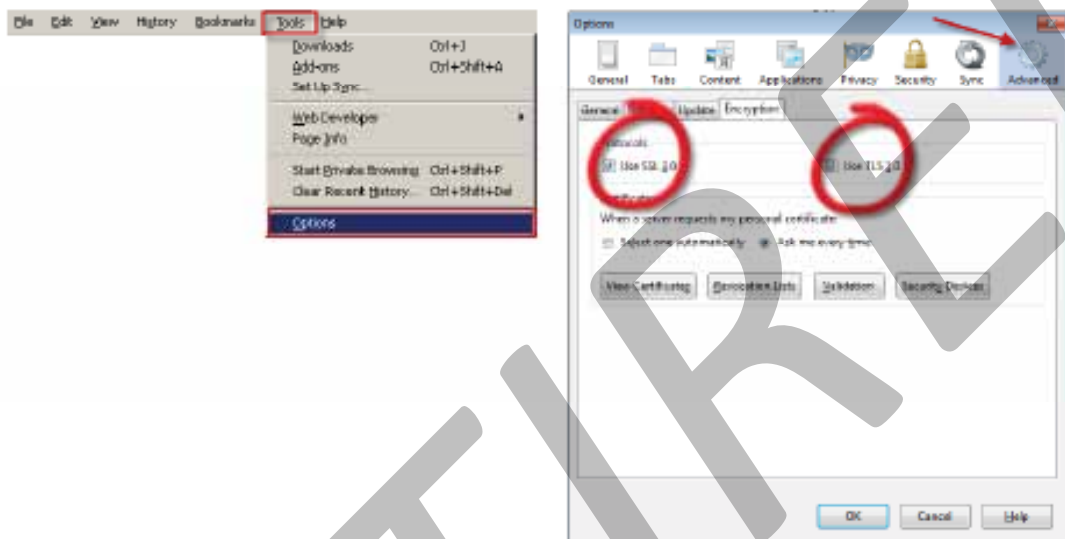 File Edit View History Bookmarks Tools Help
Downloads Ctrl+J
Add-ons Ctrl+Shift+A
Set Up Sync...
Web Developer
Page Info
Start Private Browsing Ctrl+Shift+P
Clear Recent History... Ctrl+Shift+Del
Options
Options
General Tabs Content Applications Privacy Security Sync Advanced
General Update Encryption
Protocols
Use SSL 3.0 Use TLS 1.0
Certificates
When a server requests my personal certificate:
Select one automatically Ask me every time
View Certificates Revocation Lists Validation Security Devices
OK Cancel Help